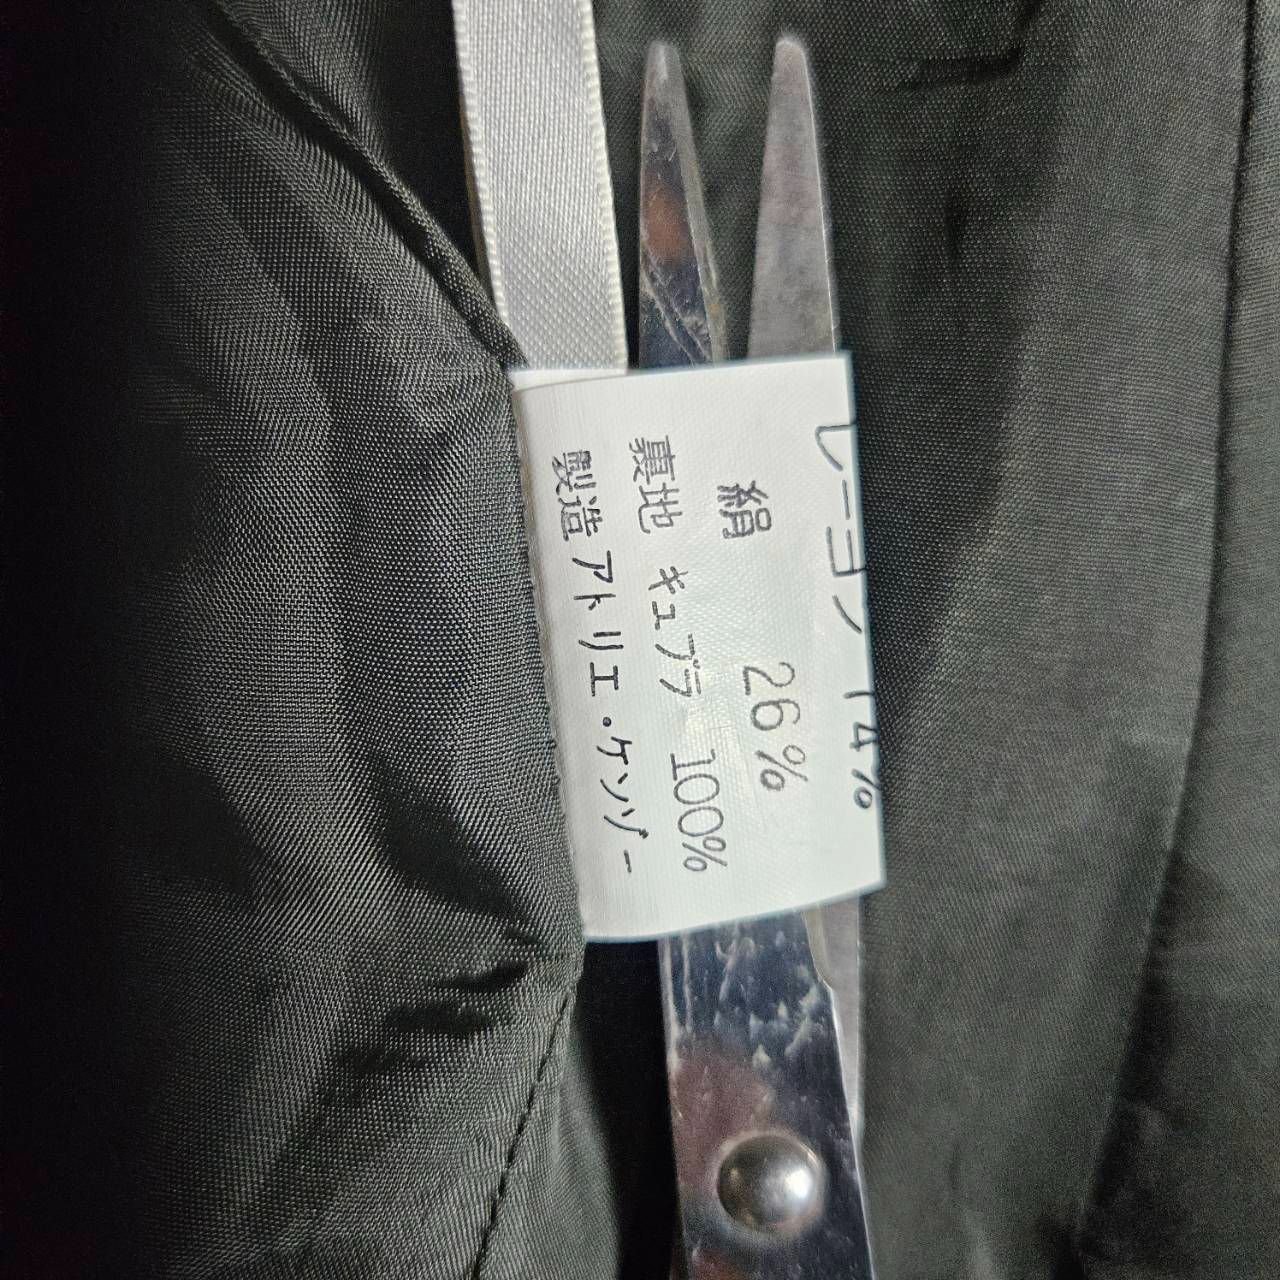 レーヨン 74%
絹 26%
裏地 キュプラ 100%
製造 アトリエ・ケンゾー